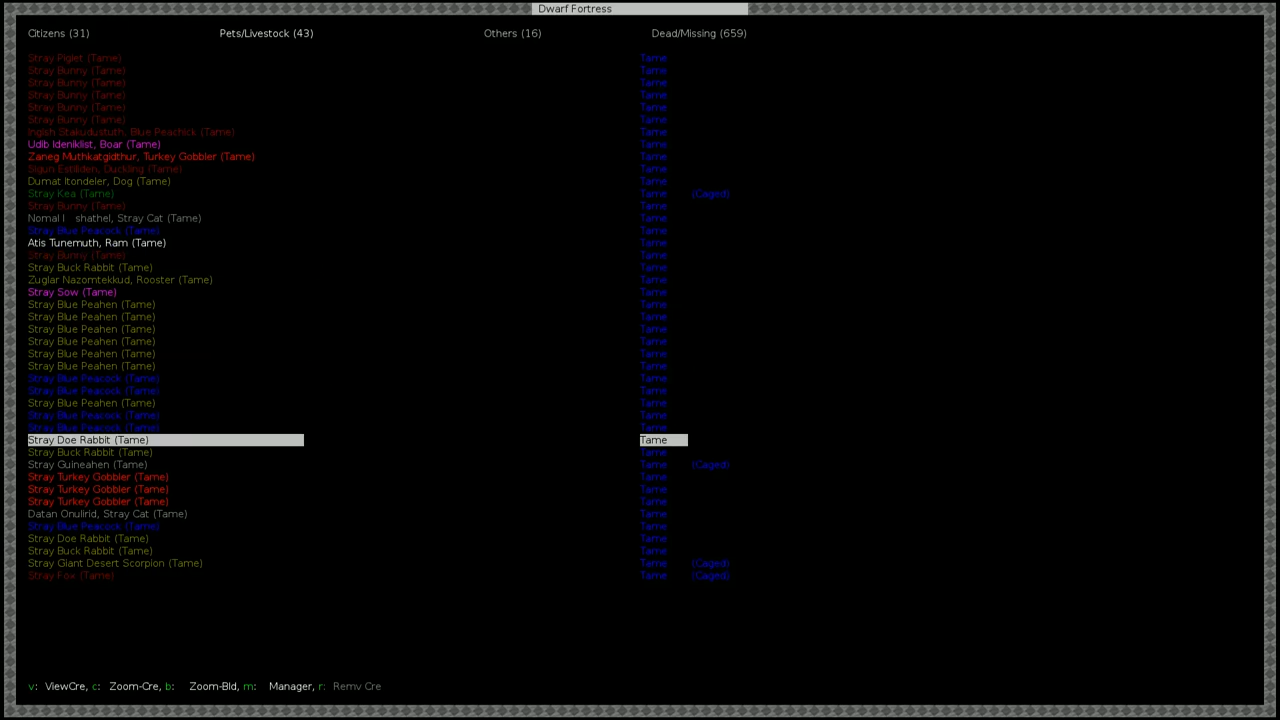 Dwarf Fortress
Citizens (31) Pets/Livestock (43) Others (16) Dead/Missing (659)
Stray Piglet (Tame) Tame
Stray Bunny (Tame) Tame
Stray Bunny (Tame) Tame
Stray Bunny (Tame) Tame
Stray Bunny (Tame) Tame
Stray Bunny (Tame) Tame
Ingish Stakudustuth, Blue Peachick (Tame) Tame
Udib Ideniklist, Boar (Tame) Tame
Zaneg Muthkatgidthur, Turkey Gobbler (Tame) Tame
Sigun Estiliden, Duckling (Tame) Tame
Dumat Itondeler, Dog (Tame) Tame
Stray Kea (Tame) Tame (Caged)
Stray Bunny (Tame) Tame
Nomal l shathel, Stray Cat (Tame) Tame
Stray Blue Peacock (Tame) Tame
Atis Tunemuth, Ram (Tame) Tame
Stray Bunny (Tame) Tame
Stray Buck Rabbit (Tame) Tame
Zuglar Nazomtekkud, Rooster (Tame) Tame
Stray Sow (Tame) Tame
Stray Blue Peahen (Tame) Tame
Stray Blue Peahen (Tame) Tame
Stray Blue Peahen (Tame) Tame
Stray Blue Peahen (Tame) Tame
Stray Blue Peahen (Tame) Tame
Stray Blue Peahen (Tame) Tame
Stray Blue Peacock (Tame) Tame
Stray Blue Peacock (Tame) Tame
Stray Blue Peahen (Tame) Tame
Stray Blue Peacock (Tame) Tame
Stray Blue Peacock (Tame) Tame
Stray Doe Rabbit (Tame) Tame
Stray Buck Rabbit (Tame) Tame
Stray Guineahen (Tame) Tame (Caged)
Stray Turkey Gobbler (Tame) Tame
Stray Turkey Gobbler (Tame) Tame
Stray Turkey Gobbler (Tame) Tame
Datan Onulirid, Stray Cat (Tame) Tame
Stray Blue Peacock (Tame) Tame
Stray Doe Rabbit (Tame) Tame
Stray Buck Rabbit (Tame) Tame
Stray Giant Desert Scorpion (Tame) Tame (Caged)
Stray Fox (Tame) Tame (Caged)
v: ViewCre, c: Zoom-Cre, b: Zoom-Bld, m: Manager, r: Remv Cre